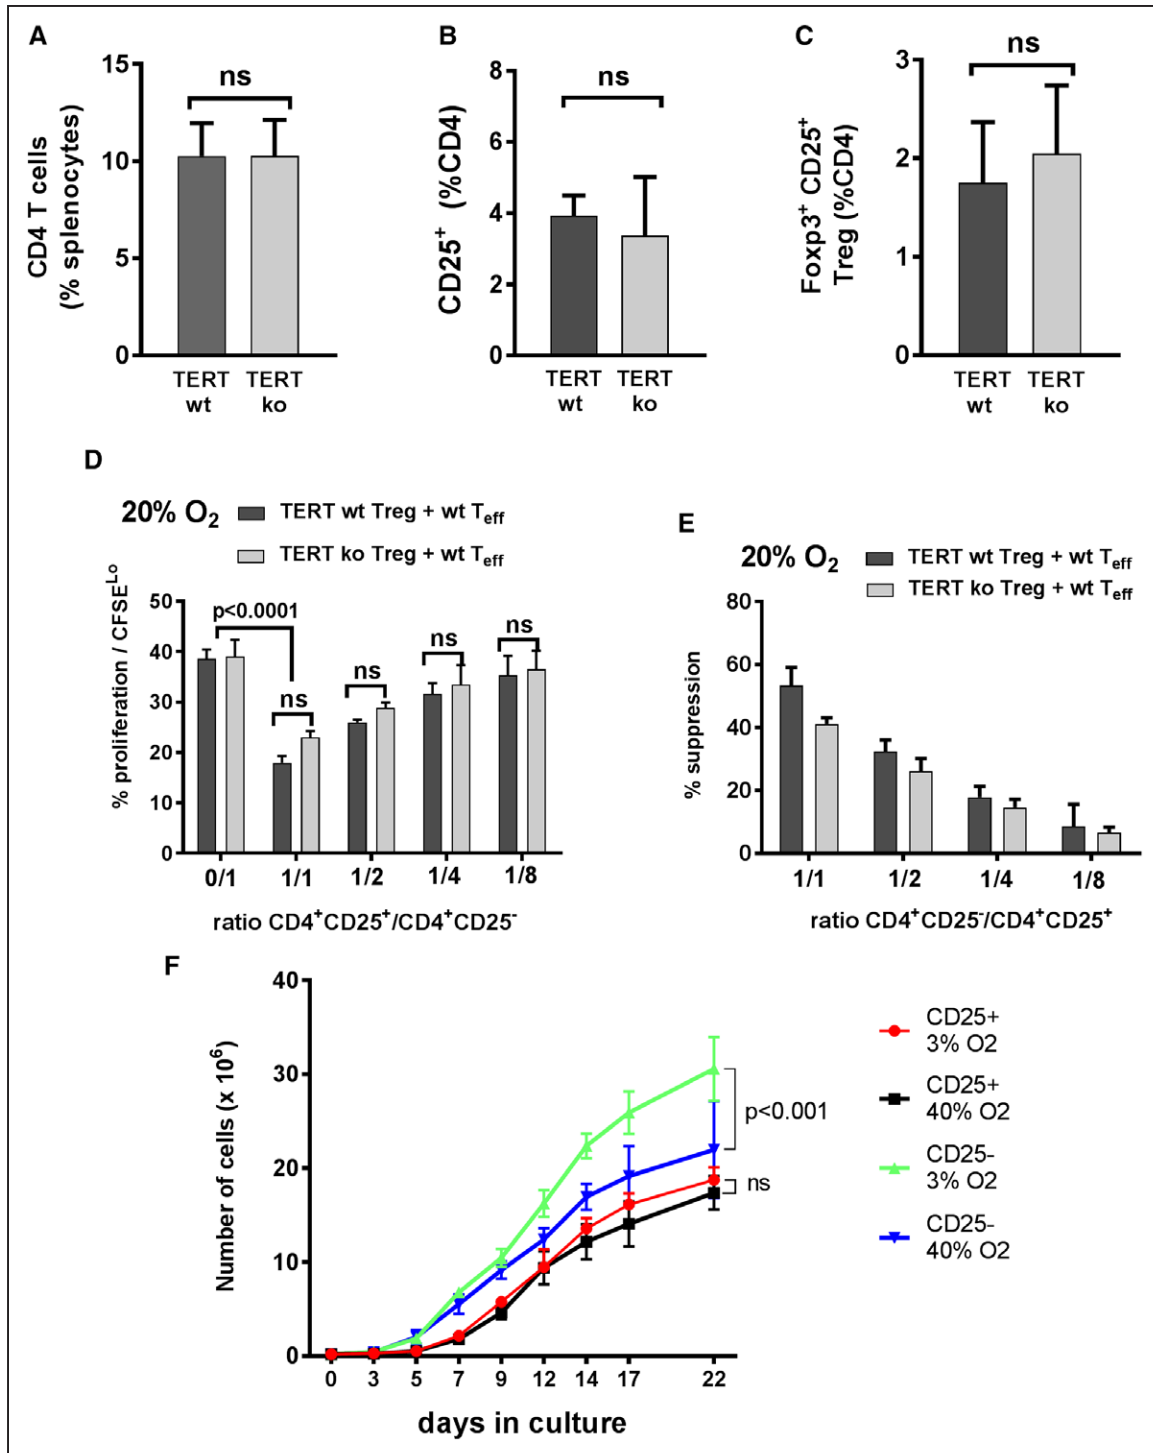 A
CD4 T cells
(% splenocytes)
15
10
5
0
ns
TERT
wt
TERT
ko
B
CD25+ (%CD4)
8
6
4
2
0
ns
TERT
wt
TERT
ko
C
Foxp3+ CD25+
Treg (%CD4)
3
2
1
0
ns
TERT
wt
TERT
ko
D
20% O2
TERT wt Treg + wt Teff
TERT ko Treg + wt Teff
% proliferation / CFSELo
50
40
30
20
10
0
p<0.0001
ns
ns
ns
ns
0/1
1/1
1/2
1/4
1/8
ratio CD4+CD25+/CD4+CD25-
E
20% O2
TERT wt Treg + wt Teff
TERT ko Treg + wt Teff
% suppression
80
60
40
20
0
1/1
1/2
1/4
1/8
ratio CD4+CD25-/CD4+CD25+
F
Number of cells (x 10^6)
40
30
20
10
0
p<0.001
ns
0
3
5
7
9
12
14
17
22
days in culture
CD25+
3% O2
CD25+
40% O2
CD25-
3% O2
CD25-
40% O2